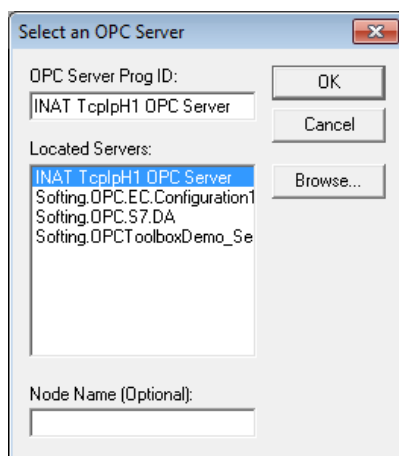 Select an OPC Server
OPC Server Prog ID:
INAT TcpIpH1 OPC Server
OK
Cancel
Located Servers:
INAT TcpIpH1 OPC Server
Browse...
Softing.OPC.EC.Configuration1
Softing.OPC.S7.DA
Softing.OPCToolboxDemo_Se
Node Name (Optional):